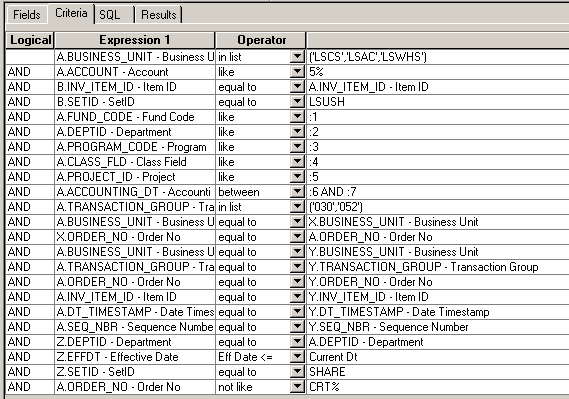 Fields Criteria SQL Results
Logical Expression 1 Operator
A.BUSINESS_UNIT - Business U in list ('LSCS','LSAC','LSWHS')
AND A.ACCOUNT - Account like 5%
AND B.INV_ITEM_ID - Item ID equal to A.INV_ITEM_ID - Item ID
AND B.SETID - SetID equal to LSUSH
AND A.FUND_CODE - Fund Code like :1
AND A.DEPTID - Department like :2
AND A.PROGRAM_CODE - Program like :3
AND A.CLASS_FLD - Class Field like :4
AND A.PROJECT_ID - Project like :5
AND A.ACCOUNTING_DT - Accounti between :6 AND :7
AND A.TRANSACTION_GROUP - Tra in list ('030','052')
AND A.BUSINESS_UNIT - Business U equal to X.BUSINESS_UNIT - Business Unit
AND X.ORDER_NO - Order No equal to A.ORDER_NO - Order No
AND A.BUSINESS_UNIT - Business U equal to Y.BUSINESS_UNIT - Business Unit
AND A.TRANSACTION_GROUP - Tra equal to Y.TRANSACTION_GROUP - Transaction Group
AND A.ORDER_NO - Order No equal to Y.ORDER_NO - Order No
AND A.INV_ITEM_ID - Item ID equal to Y.INV_ITEM_ID - Item ID
AND A.DT_TIMESTAMP - Date Times equal to Y.DT_TIMESTAMP - Date Timestamp
AND A.SEQ_NBR - Sequence Numbe equal to Y.SEQ_NBR - Sequence Number
AND Z.DEPTID - Department equal to A.DEPTID - Department
AND Z.EFFDT - Effective Date Eff Date <= Current Dt
AND Z.SETID - SetID equal to SHARE
AND A.ORDER_NO - Order No not like CRT%